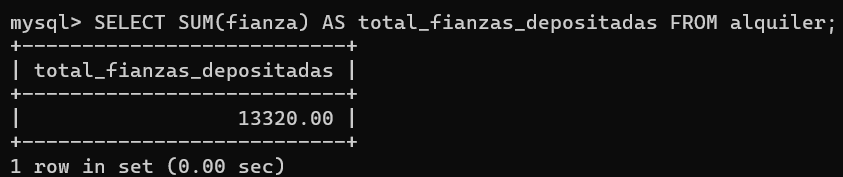 mysql> SELECT SUM(fianza) AS total_fianzas_depositadas FROM alquiler;
+---------------------------+
| total_fianzas_depositadas |
+---------------------------+
|                  13320.00 |
+---------------------------+
1 row in set (0.00 sec)